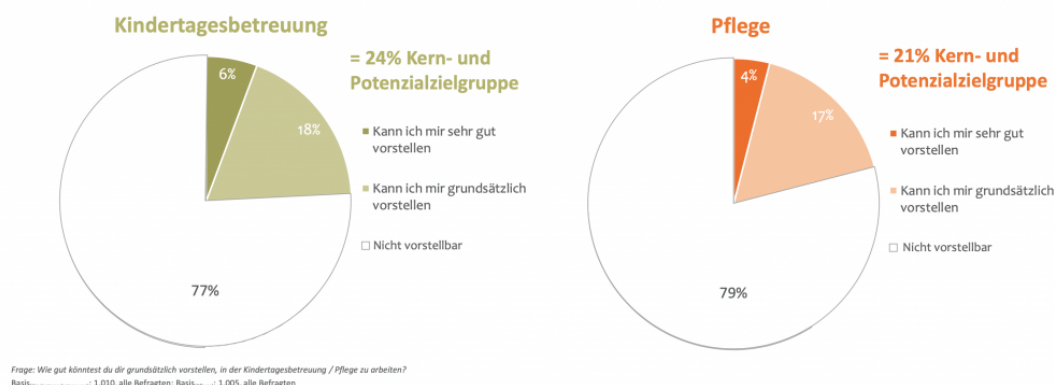 Kindertagesbetreuung
= 24% Kern- und
Potenzialzielgruppe
6%
18%
77%
Kann ich mir sehr gut
vorstellen
Kann ich mir grundsätzlich
vorstellen
Nicht vorstellbar
Pflege
= 21% Kern- und
Potenzialzielgruppe
4%
17%
79%
Kann ich mir sehr gut
vorstellen
Kann ich mir grundsätzlich
vorstellen
Nicht vorstellbar
Frage: Wie gut könntest du dir grundsätzlich vorstellen, in der Kindertagesbetreuung / Pflege zu arbeiten?
Basis : 1.010, alle Befragten; Basis : 1.005, alle Befragten